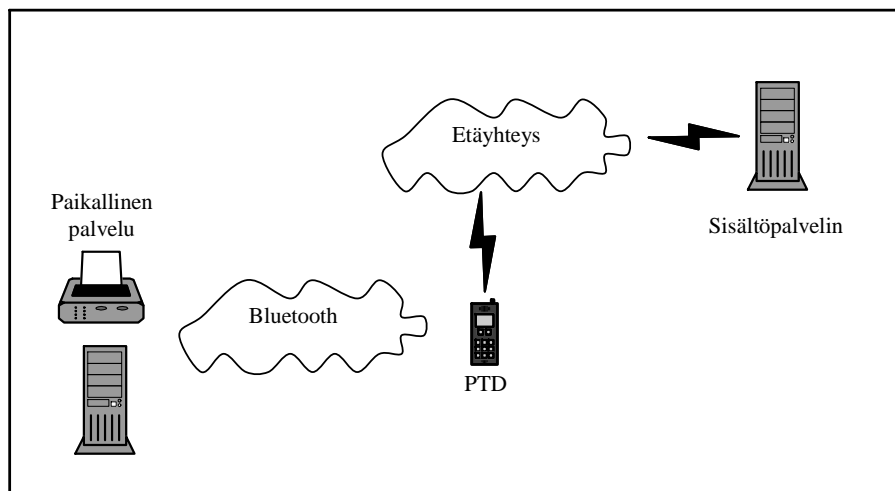 Etäyhteys
Sisältöpalvelin
Paikallinen
palvelu
Bluetooth
PTD